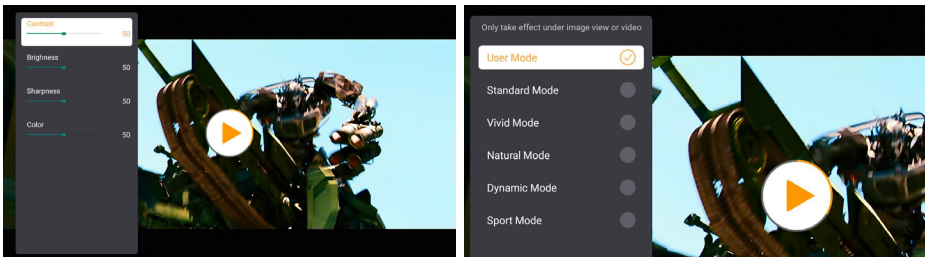 Contrast
50
Brighness
50
Sharpness
50
Color
50
Only take effect under image view or video
User Mode
Standard Mode
Vivid Mode
Natural Mode
Dynamic Mode
Sport Mode